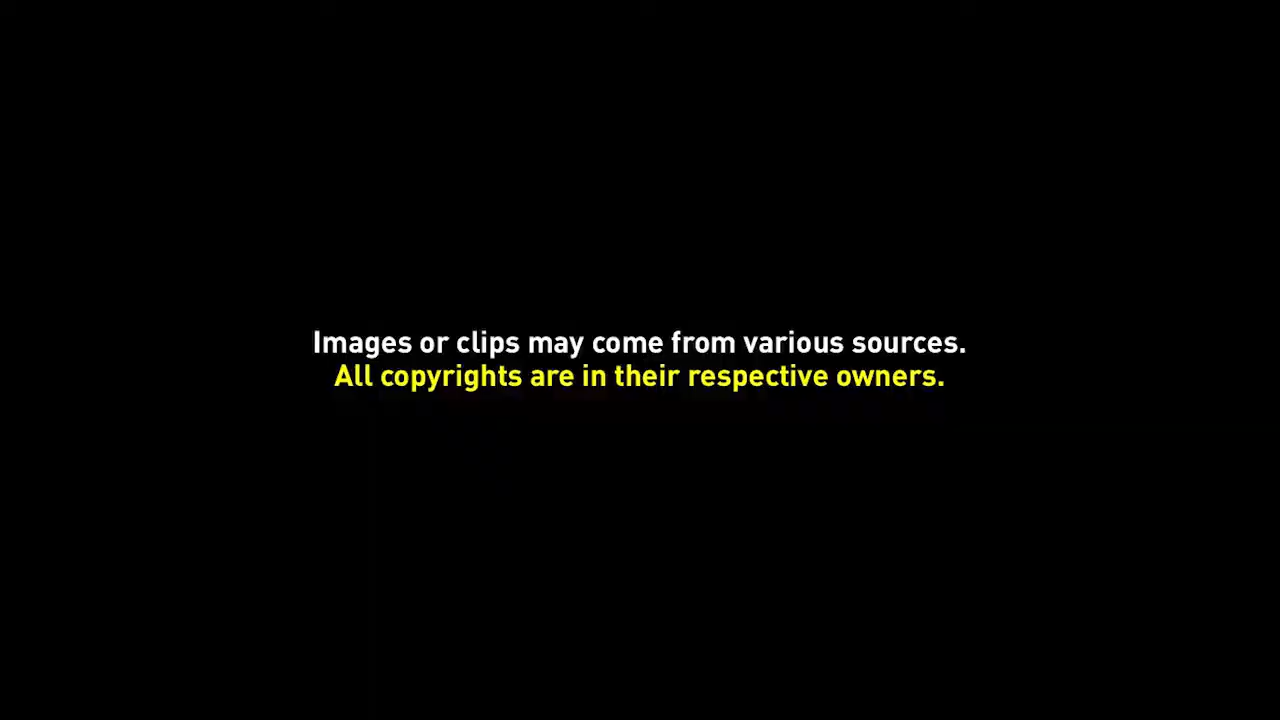 Images or clips may come from various sources.
All copyrights are in their respective owners.